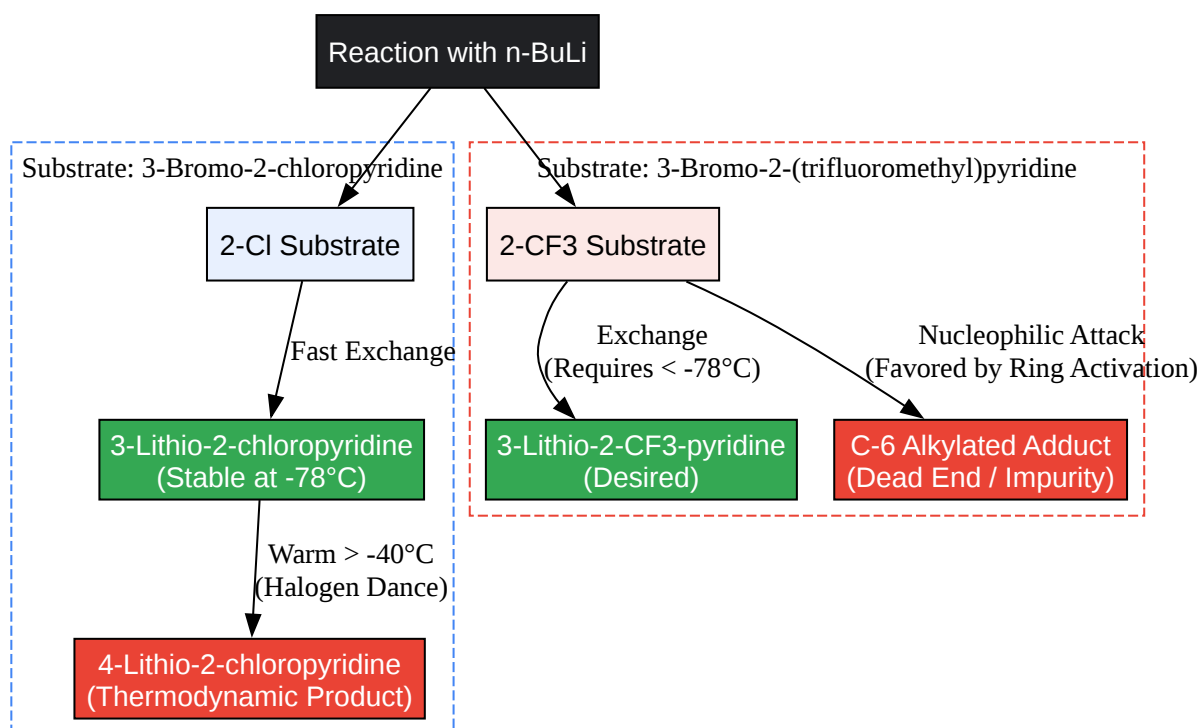 Reaction with n-BuLi
Substrate: 3-Bromo-2-chloropyridine
Substrate: 3-Bromo-2-(trifluoromethyl)pyridine
2-Cl Substrate
2-CF3 Substrate
Fast Exchange
Exchange
(Requires < -78°C)
Nucleophilic Attack
(Favored by Ring Activation)
3-Lithio-2-chloropyridine
(Stable at -78°C)
3-Lithio-2-CF3-pyridine
(Desired)
C-6 Alkylated Adduct
(Dead End / Impurity)
Warm > -40°C
(Halogen Dance)
4-Lithio-2-chloropyridine
(Thermodynamic Product)